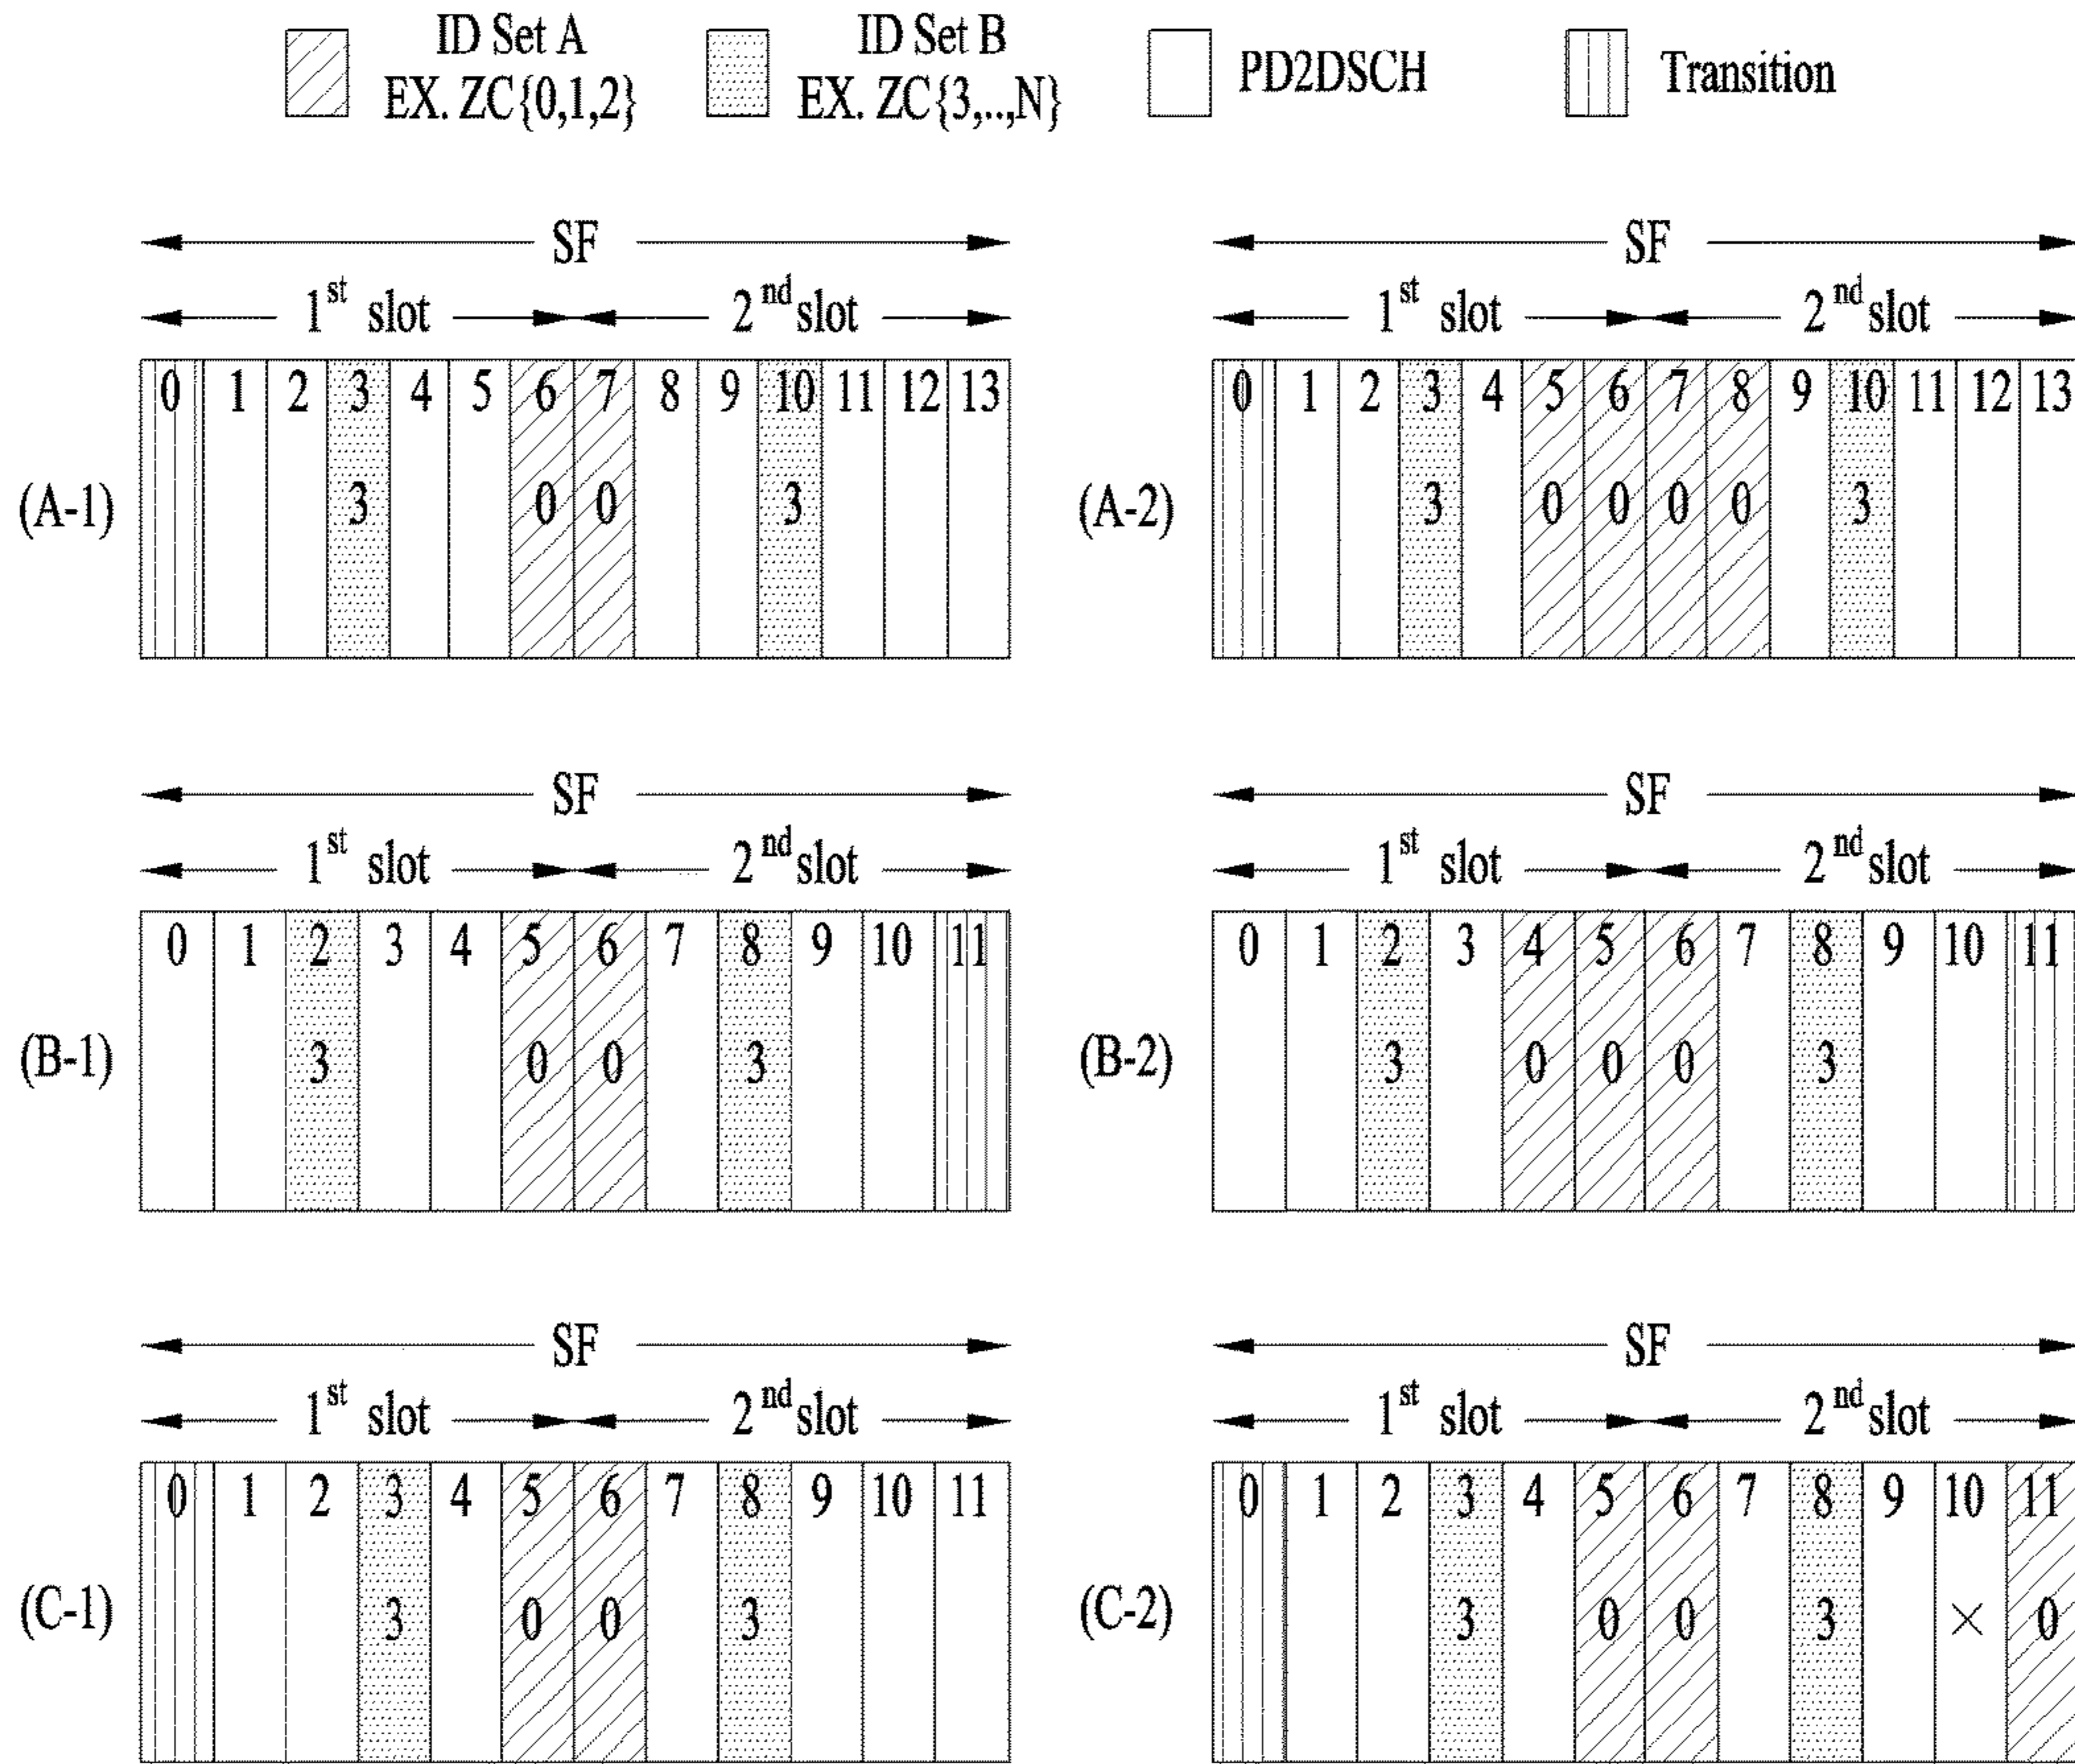 ID Set A
EX. ZC{0,1,2}
ID Set B
EX. ZC{3,..,N}
PD2DSCH
Transition
SF
1st slot 2nd slot
0 1 2 3 4 5 6 7 8 9 10 11 12 13
(A-1) 3 0 0 3
SF
1st slot 2nd slot
0 1 2 3 4 5 6 7 8 9 10 11 12 13
(A-2) 3 0 0 0 0 3
SF
1st slot 2nd slot
0 1 2 3 4 5 6 7 8 9 10 11
(B-1) 3 0 0 3
SF
1st slot 2nd slot
0 1 2 3 4 5 6 7 8 9 10 11
(B-2) 3 0 0 0 3
SF
1st slot 2nd slot
0 1 2 3 4 5 6 7 8 9 10 11
(C-1) 3 0 0 3
SF
1st slot 2nd slot
0 1 2 3 4 5 6 7 8 9 10 11
(C-2) 3 0 0 3 × 0